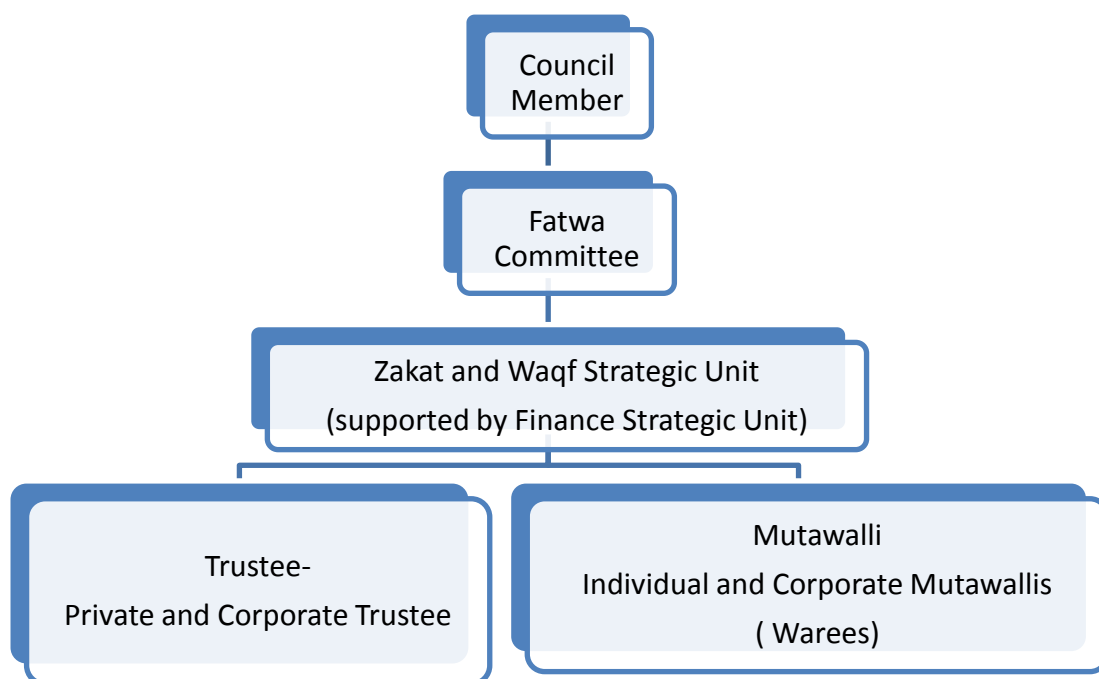 Council
Member
Fatwa
Committee
Zakat and Waqf Strategic Unit
(supported by Finance Strategic Unit)
Trustee-
Private and Corporate Trustee
Mutawalli
Individual and Corporate Mutawallis
( Warees)